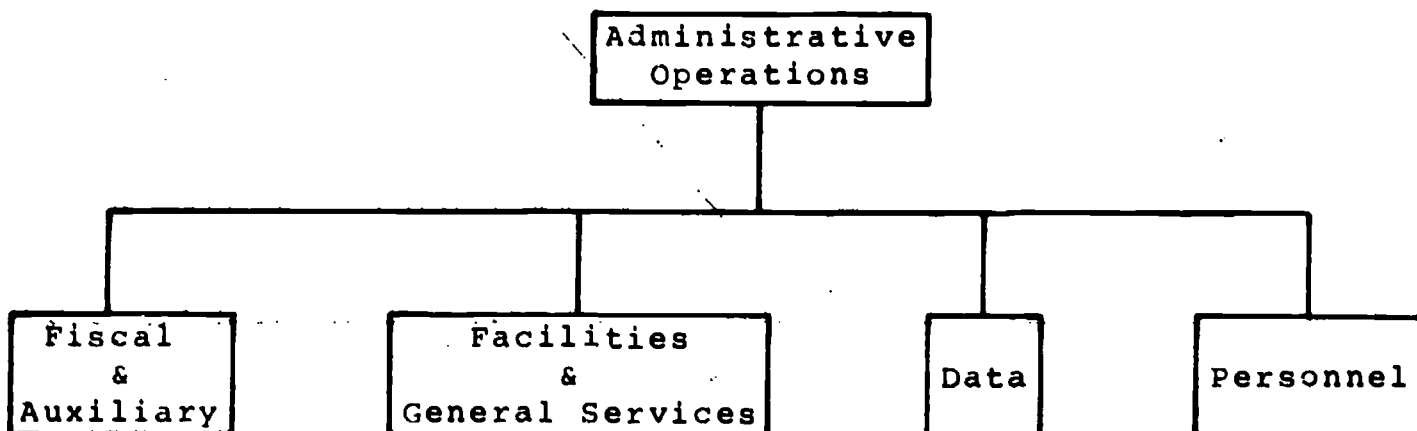 Administrative
Operations
Fiscal
&
Auxiliary
Facilities
&
General Services
Data
Personnel